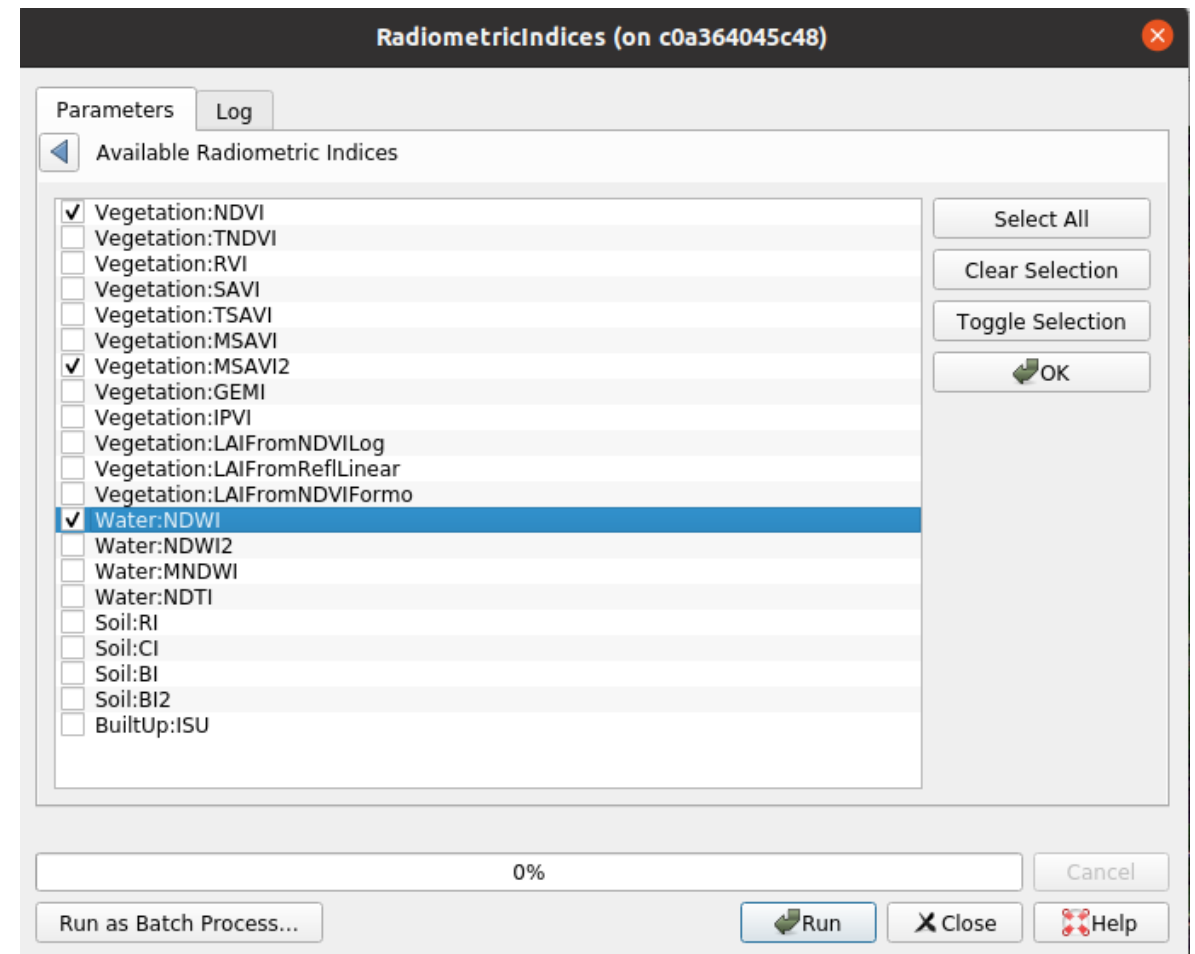 RadiometricIndices (on c0a364045c48)
Parameters
Log
Available Radiometric Indices
Vegetation:NDVI
Vegetation:TNDVI
Vegetation:RVI
Vegetation:SAVI
Vegetation:TSAVI
Vegetation:MSAVI
Vegetation:MSAVI2
Vegetation:GEMI
Vegetation:IPVI
Vegetation:LAIFromNDVILog
Vegetation:LAIFromReflLinear
Vegetation:LAIFromNDVIFormo
Water:NDWI
Water:NDWI2
Water:MNDWI
Water:NDTI
Soil:RI
Soil:CI
Soil:BI
Soil:BI2
BuiltUp:ISU
Select All
Clear Selection
Toggle Selection
OK
0%
Cancel
Run as Batch Process...
Run
Close
Help